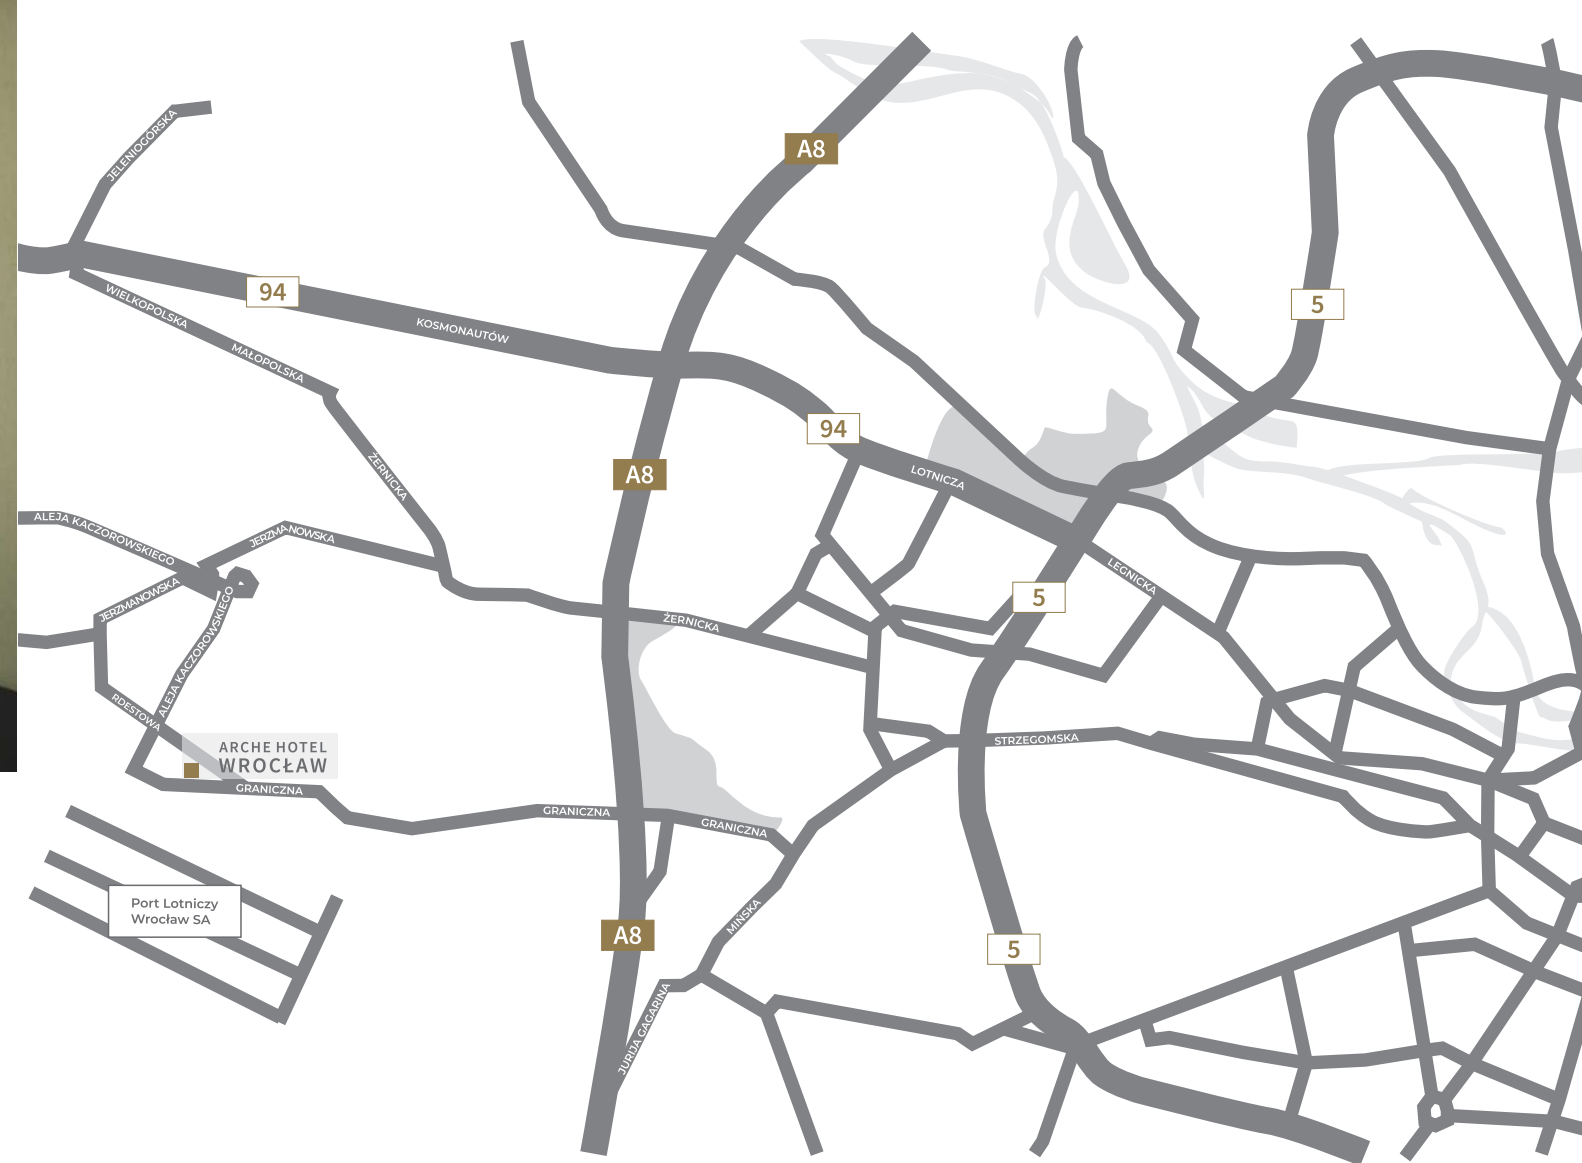 A8
JELENIOGÓRSKA
94
5
WIELKOPOLSKA
KOSMONAUTÓW
MAŁOPOLSKA
94
A8
LOTNICZA
ŻERNICKA
ALEJA KACZOROWSKIEGO
JERZMANOWSKA
LEGNICKA
5
JERZMANOWSKA
ŻERNICKA
ALEJA KACZOROWSKIEGO
RDESTOWA
STRZEGOMSKA
ARCHE HOTEL
WROCŁAW
GRANICZNA
GRANICZNA
GRANICZNA
Port Lotniczy
Wrocław SA
MIŃSKA
A8
5
JURIJA GAGARINA